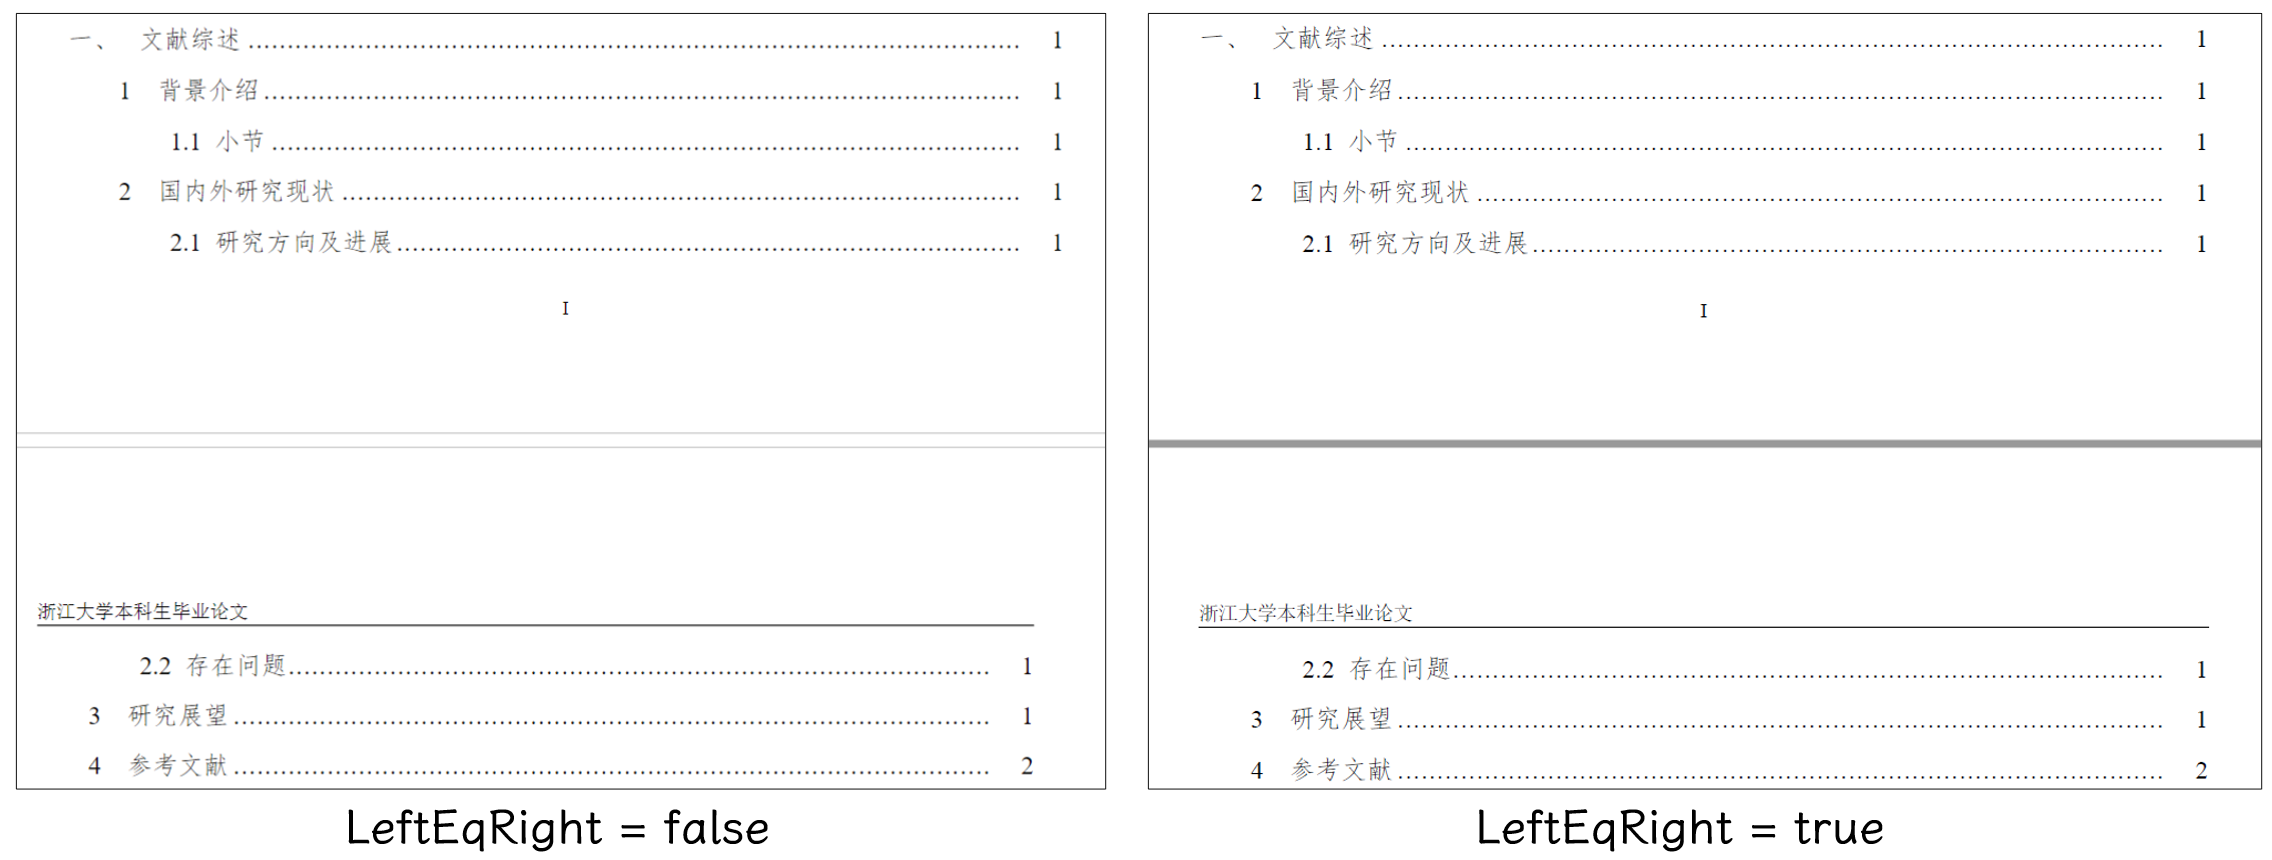 一、 文献综述 ........ 1
1 背景介绍 ........ 1
1.1 小节 ........ 1
2 国内外研究现状 ........ 1
2.1 研究方向及进展 ........ 1
I
浙江大学本科生毕业论文
2.2 存在问题 ........ 1
3 研究展望 ........ 1
4 参考文献 ........ 2
LeftEqRight = false
一、 文献综述 ........ 1
1 背景介绍 ........ 1
1.1 小节 ........ 1
2 国内外研究现状 ........ 1
2.1 研究方向及进展 ........ 1
I
浙江大学本科生毕业论文
2.2 存在问题 ........ 1
3 研究展望 ........ 1
4 参考文献 ........ 2
LeftEqRight = true